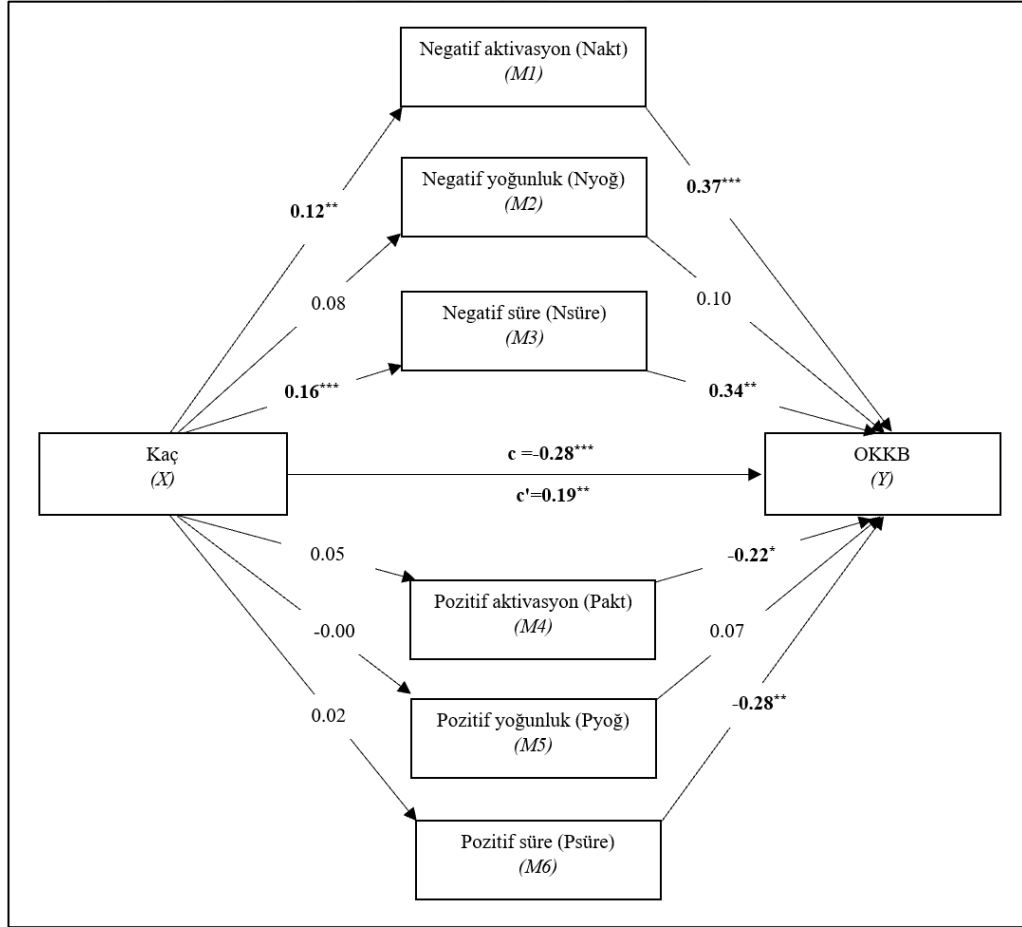 Negatif aktivasyon (Nakt)
(M1)
Negatif yoğunluk (Nyoğ)
(M2)
0.37***
0.12**
0.08
0.10
Negatif süre (Nsüre)
(M3)
0.16***
0.34**
Kaç
(X)
c =-0.28***
c'=0.19**
OKKB
(Y)
0.05
-0.22*
Pozitif aktivasyon (Pakt)
(M4)
-0.00
0.07
Pozitif yoğunluk (Pyoğ)
(M5)
0.02
-0.28**
Pozitif süre (Psüre)
(M6)